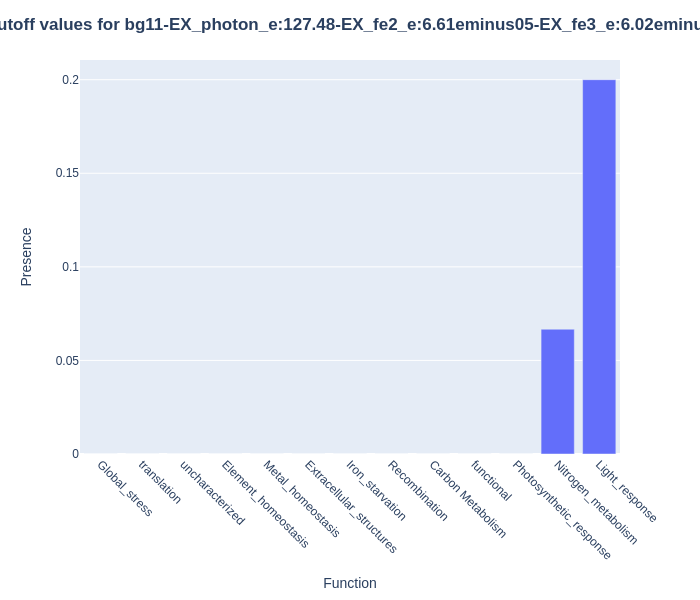 utoff values for bg11-EX_photon_e:127.48-EX_fe2_e:6.61eminus05-EX_fe3_e:6.02eminu
0.2
0.15
0.1
0.05
0
Presence
Global_stress
translation
uncharacterized
Element_homeostasis
Metal_homeostasis
Extracellular_structures
Iron_starvation
Recombination
Carbon Metabolism
functional
Photosynthetic_response
Nitrogen_metabolism
Light_response
Function